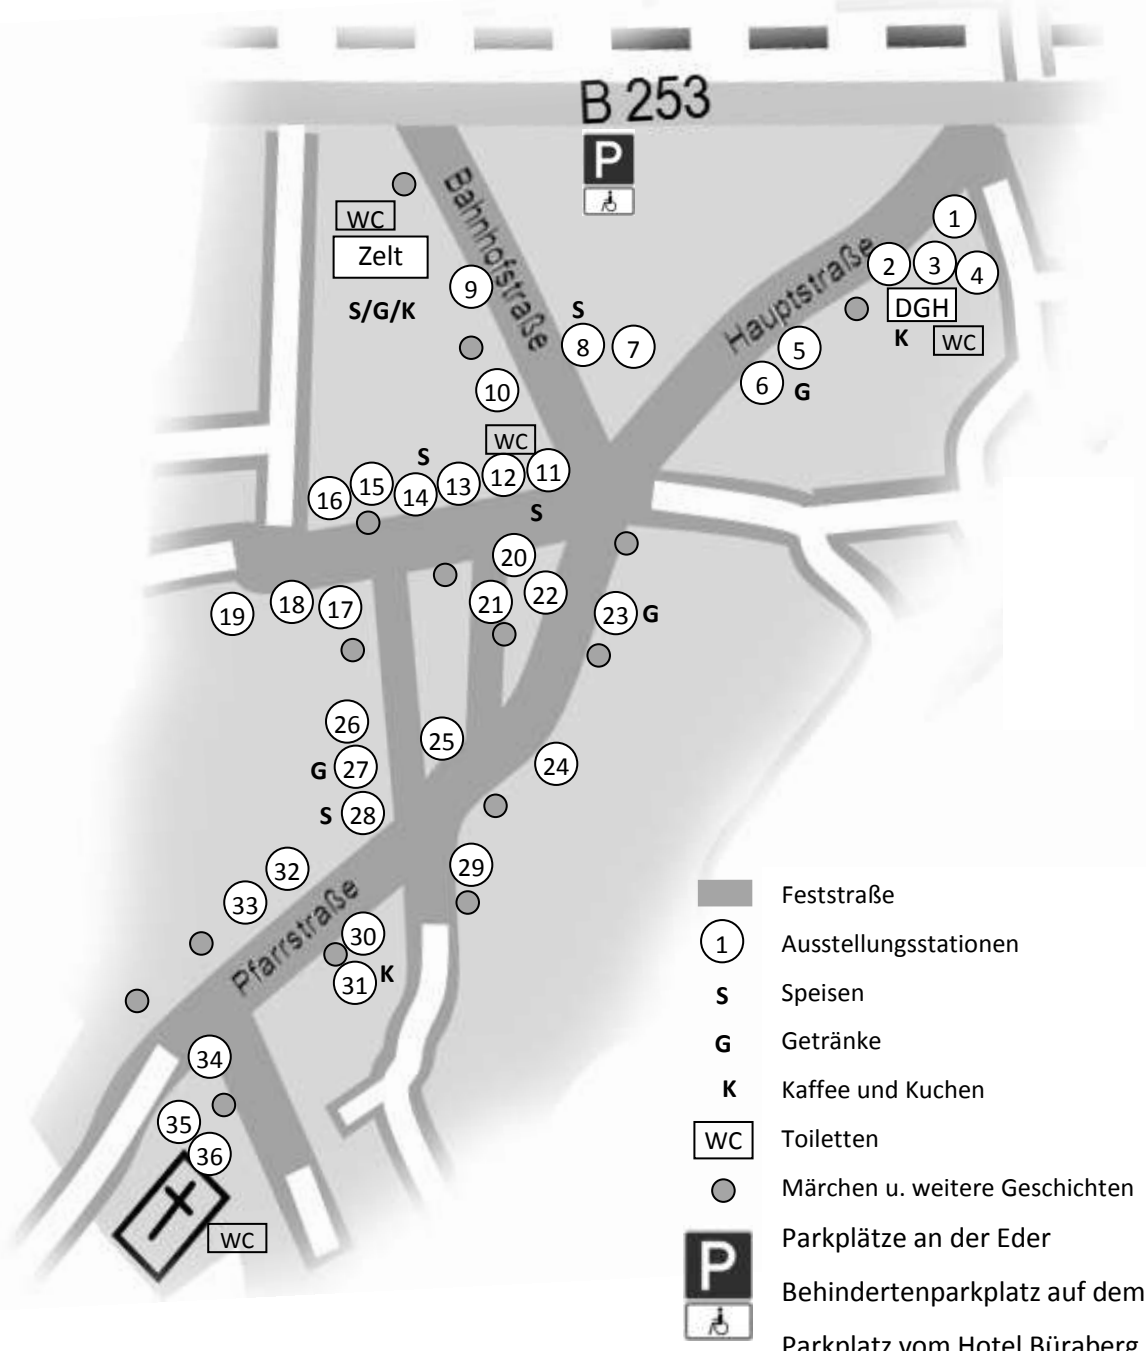 B 253
P
Bahnhofstraße
WC
Zelt
S/G/K
Hauptstraße
1
2
3
4
DGH
K
WC
9
S
8
7
5
6
G
10
WC
S
16
15
14
13
12
11
S
20
19
18
17
21
22
23
G
26
25
G
27
24
S
28
32
29
33
Pfarrstraße
30
31
K
34
35
36
WC
Feststraße
1
Ausstellungsstationen
S
Speisen
G
Getränke
K
Kaffee und Kuchen
WC
Toiletten
Märchen u. weitere Geschichten
P
Parkplätze an der Eder
Behindertenparkplatz auf dem
Parkplatz vom Hotel Büraberg